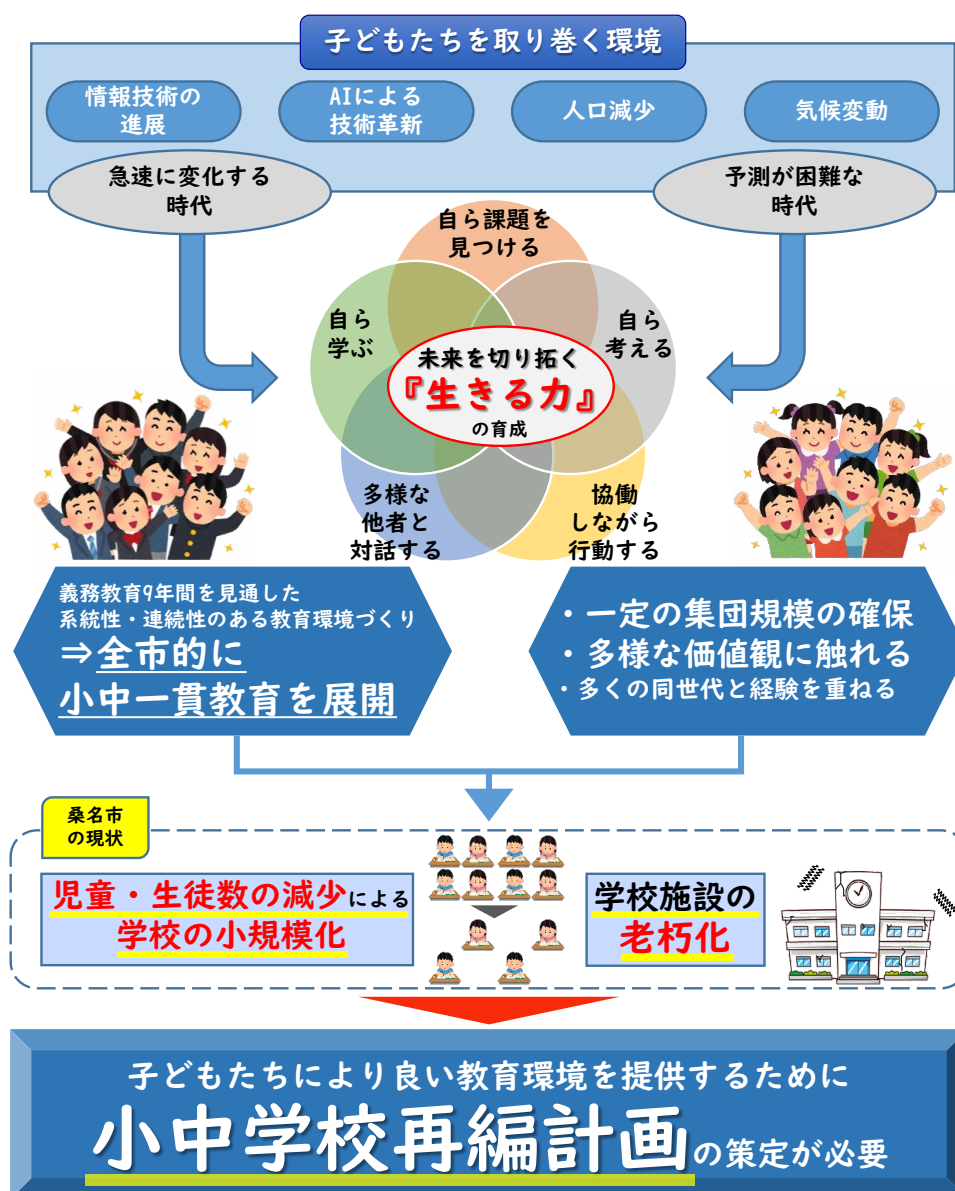 子どもたちを取り巻く環境
情報技術の
進展
AIによる
技術革新
人口減少
気候変動
急速に変化する
時代
予測が困難な
時代
自ら課題を
見つける
自ら
学ぶ
自ら
考える
未来を切り拓く
『生きる力』
の育成
多様な
他者と
対話する
協働
しながら
行動する
義務教育9年間を見通した
系統性・連続性のある教育環境づくり
⇒全市的に
小中一貫教育を展開
・一定の集団規模の確保
・多様な価値観に触れる
・多くの同世代と経験を重ねる
桑名市
の現状
児童・生徒数の減少による
学校の小規模化
学校施設の
老朽化
子どもたちにより良い教育環境を提供するために
小中学校再編計画の策定が必要